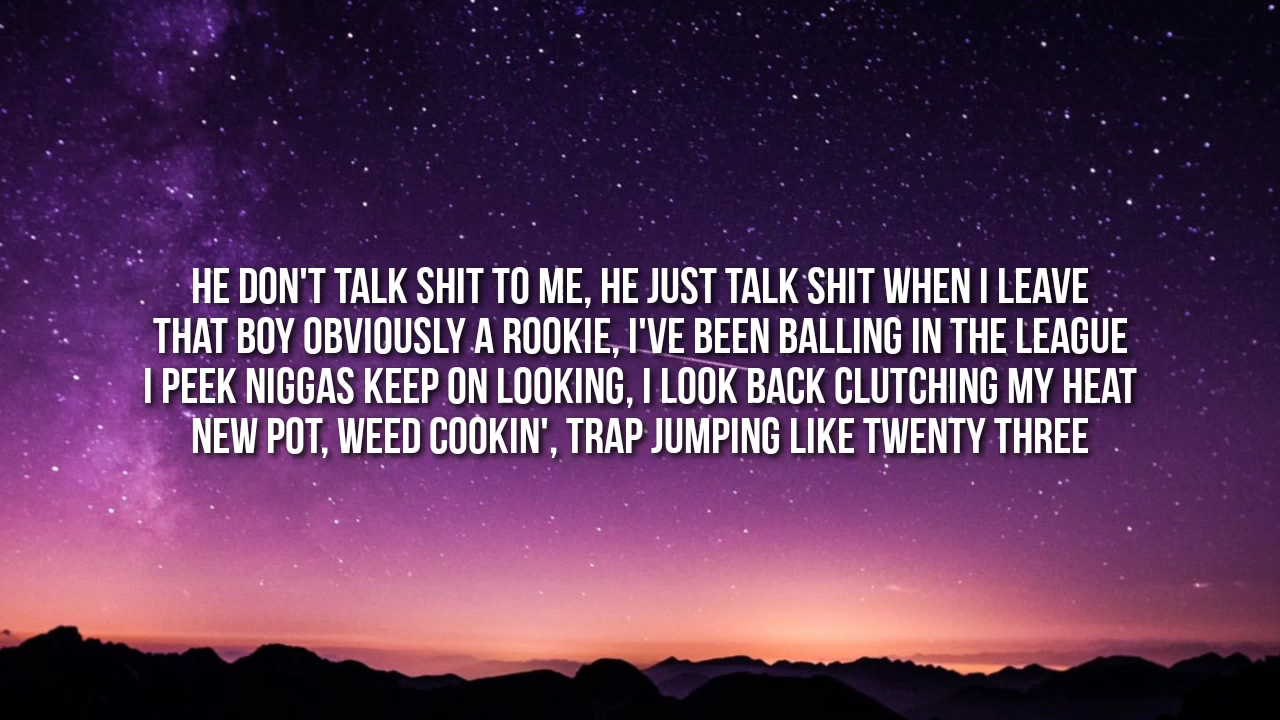 HE DON'T TALK SHIT TO ME, HE JUST TALK SHIT WHEN I LEAVE
THAT BOY OBVIOUSLY A ROOKIE, I'VE BEEN BALLING IN THE LEAGUE
I PEEK NIGGAS KEEP ON LOOKING, I LOOK BACK CLUTCHING MY HEAT
NEW POT, WEED COOKIN', TRAP JUMPING LIKE TWENTY THREE